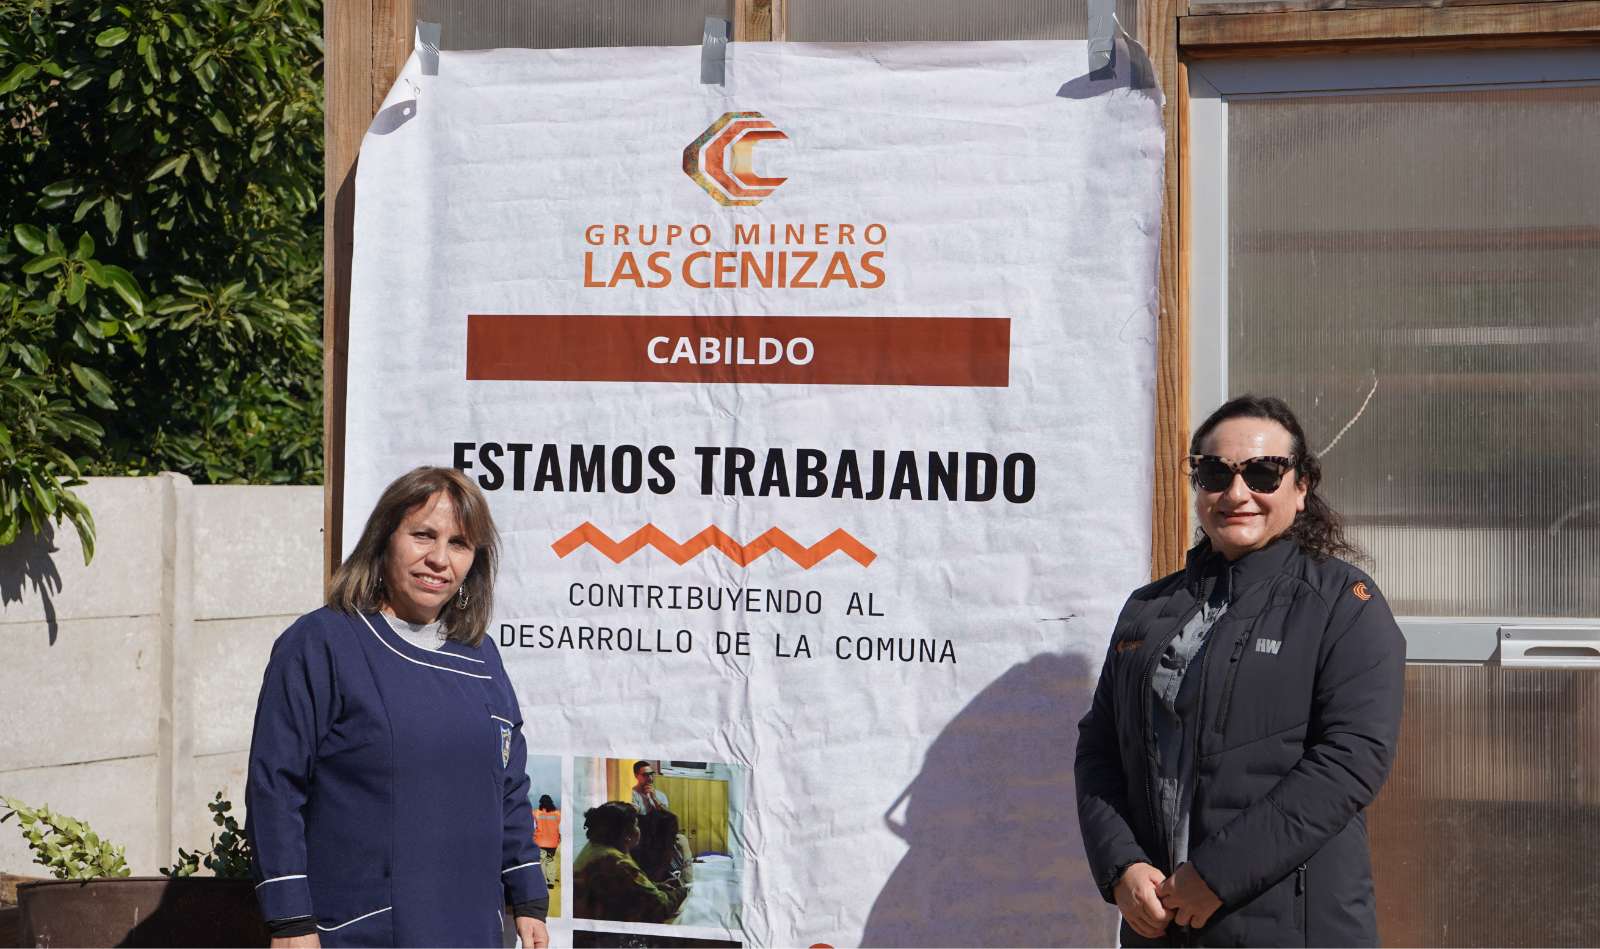 GRUPO MINERO
LAS CENIZAS
CABILDO
ESTAMOS TRABAJANDO
CONTRIBUYENDO AL
DESARROLLO DE LA COMUNA
HW